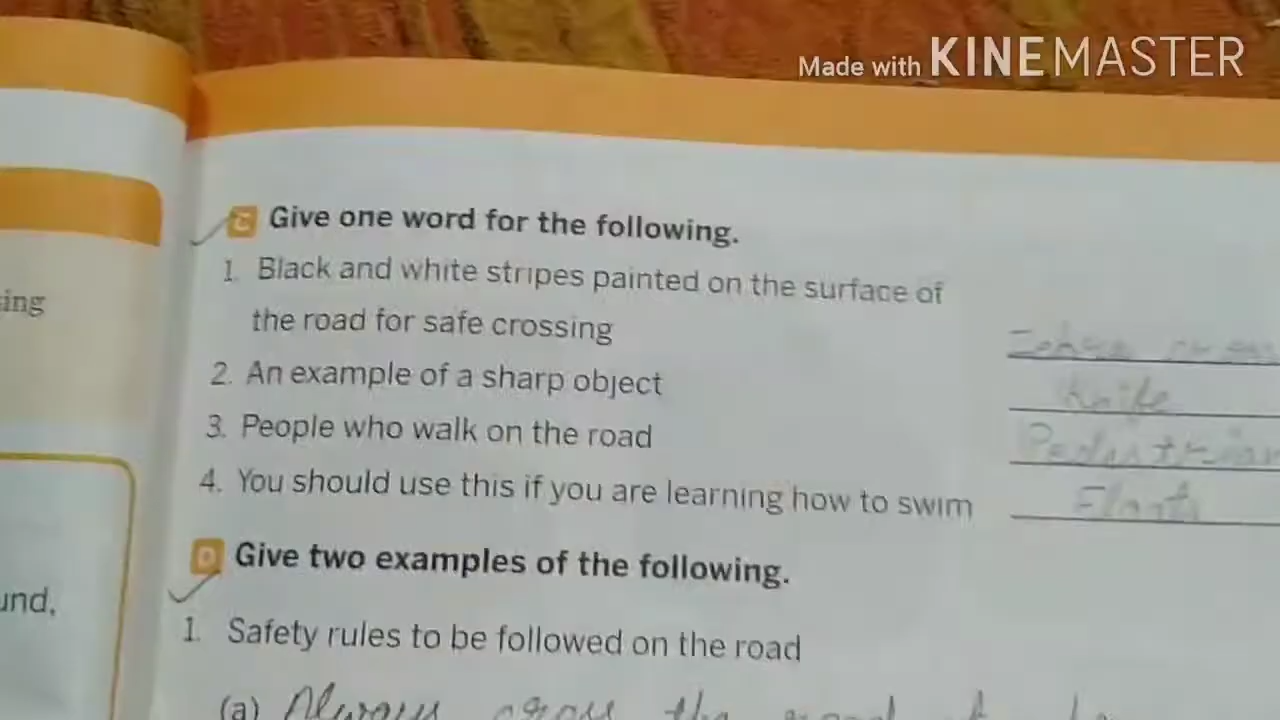 Made with KINEMASTER
C Give one word for the following.
1. Black and white stripes painted on the surface of
the road for safe crossing
2. An example of a sharp object
Knife
3. People who walk on the road
4. You should use this if you are learning how to swim
Floats
D Give two examples of the following.
1. Safety rules to be followed on the road
(a) Always cross the road at
ing
und,